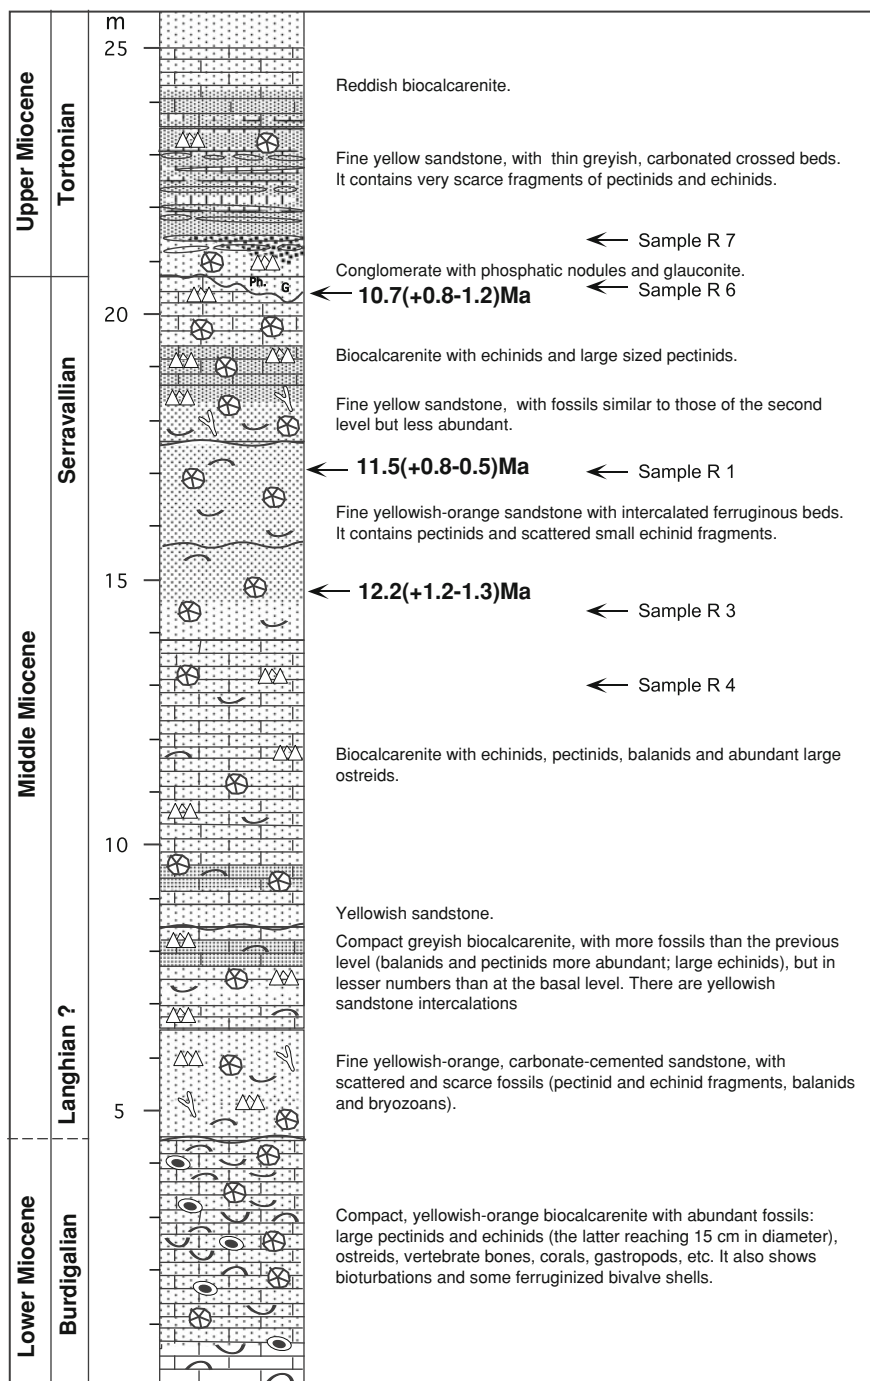 m
25
Reddish biocalcarenite.
Upper Miocene
Tortonian
Fine yellow sandstone, with thin greyish, carbonated crossed beds.
It contains very scarce fragments of pectinids and echinids.
Sample R 7
Conglomerate with phosphatic nodules and glauconite.
Ph.
G
10.7(+0.8-1.2)Ma
Sample R 6
20
Biocalcarenite with echinids and large sized pectinids.
Serravallian
Fine yellow sandstone, with fossils similar to those of the second
level but less abundant.
11.5(+0.8-0.5)Ma
Sample R 1
Fine yellowish-orange sandstone with intercalated ferruginous beds.
It contains pectinids and scattered small echinid fragments.
15
12.2(+1.2-1.3)Ma
Sample R 3
Sample R 4
Middle Miocene
Biocalcarenite with echinids, pectinids, balanids and abundant large
ostreids.
10
Yellowish sandstone.
Compact greyish biocalcarenite, with more fossils than the previous
level (balanids and pectinids more abundant; large echinids), but in
lesser numbers than at the basal level. There are yellowish
sandstone intercalations
Langhian ?
Fine yellowish-orange, carbonate-cemented sandstone, with
scattered and scarce fossils (pectinid and echinid fragments, balanids
and bryozoans).
5
Lower Miocene
Burdigalian
Compact, yellowish-orange biocalcarenite with abundant fossils:
large pectinids and echinids (the latter reaching 15 cm in diameter),
ostreids, vertebrate bones, corals, gastropods, etc. It also shows
bioturbations and some ferruginized bivalve shells.